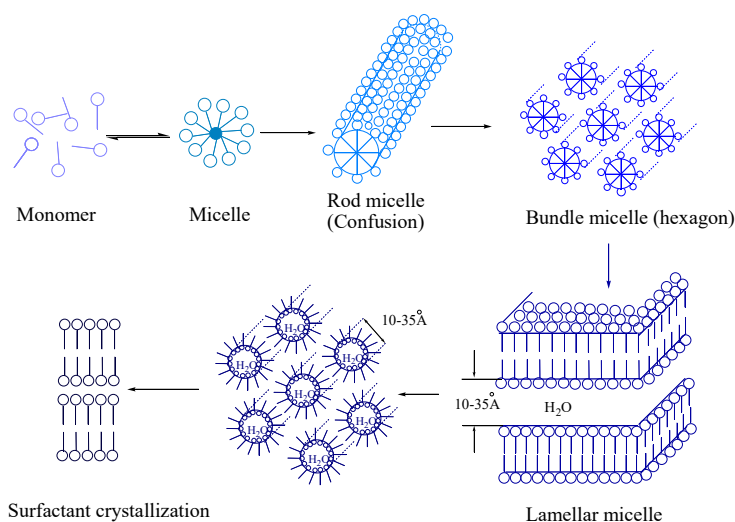 Monomer
Micelle
Rod micelle
(Confusion)
Bundle micelle (hexagon)
H₂O
H₂O
H₂O
H₂O
H₂O
H₂O
H₂O
10-35Å
10-35Å
H₂O
Surfactant crystallization
Lamellar micelle